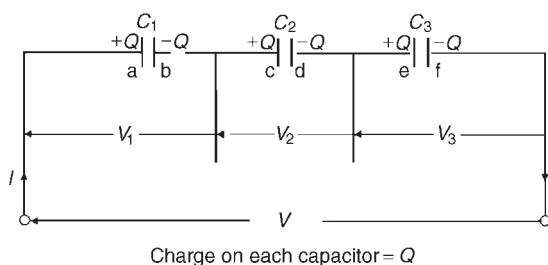 C1 C2 C3
+Q −Q +Q −Q +Q −Q
a b c d e f
V1 V2 V3
I
V
Charge on each capacitor = Q